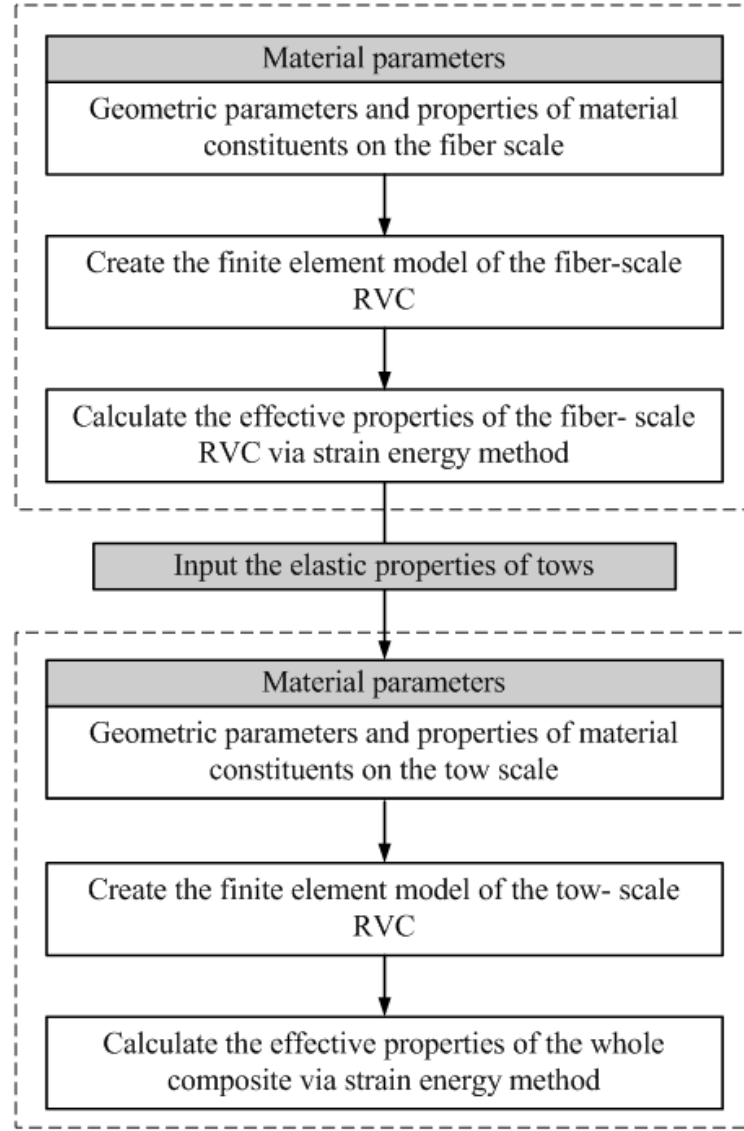 Material parameters
Geometric parameters and properties of material
constituents on the fiber scale
Create the finite element model of the fiber-scale
RVC
Calculate the effective properties of the fiber- scale
RVC via strain energy method
Input the elastic properties of tows
Material parameters
Geometric parameters and properties of material
constituents on the tow scale
Create the finite element model of the tow- scale
RVC
Calculate the effective properties of the whole
composite via strain energy method